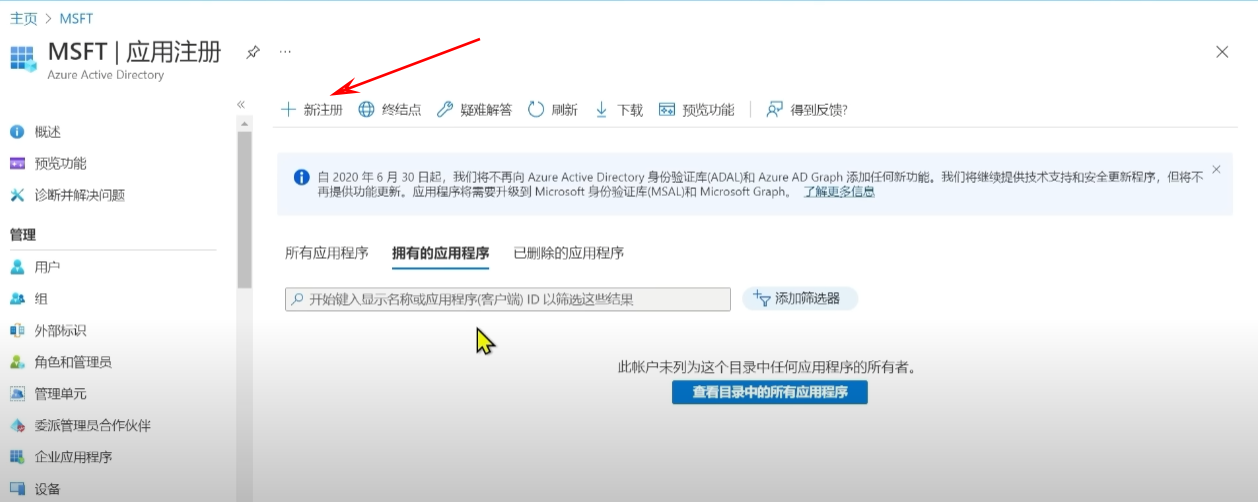 主页 > MSFT
MSFT | 应用注册
Azure Active Directory
概述
预览功能
诊断并解决问题
管理
用户
组
外部标识
角色和管理员
管理单元
委派管理员合作伙伴
企业应用程序
设备
新注册 终结点 疑难解答 刷新 下载 预览功能 得到反馈?
自 2020 年 6 月 30 日起，我们将不再向 Azure Active Directory 身份验证库(ADAL)和 Azure AD Graph 添加任何新功能。我们将继续提供技术支持和安全更新程序，但将不
再提供功能更新。应用程序将需要升级到 Microsoft 身份验证库(MSAL)和 Microsoft Graph。 了解更多信息
所有应用程序 拥有的应用程序 已删除的应用程序
开始键入显示名称或应用程序(客户端) ID 以筛选这些结果 添加筛选器
此帐户未列为这个目录中任何应用程序的所有者。
查看目录中的所有应用程序